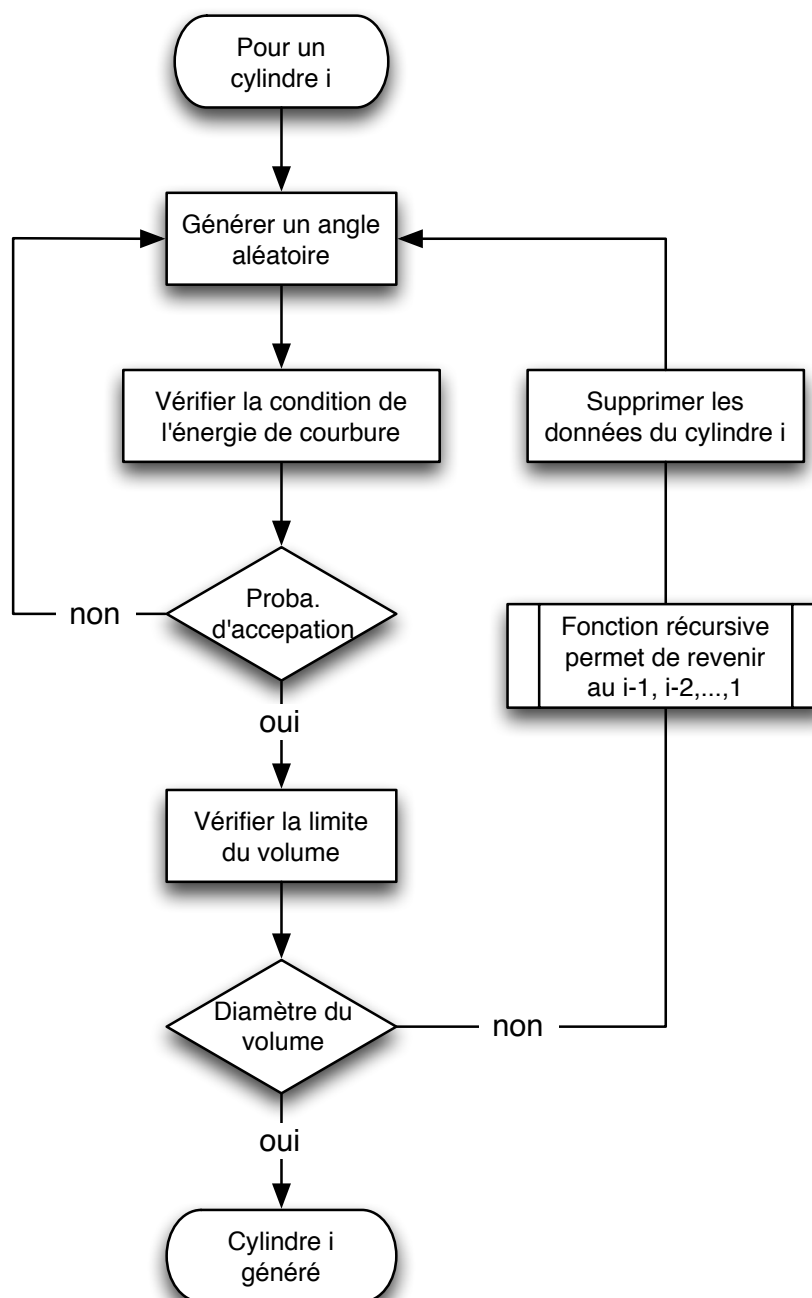 Pour un
cylindre i
Générer un angle
aléatoire
Vérifier la condition de
l'énergie de courbure
Supprimer les
données du cylindre i
non
Proba.
d'accepation
Fonction récursive
permet de revenir
au i-1, i-2,...,1
oui
Vérifier la limite
du volume
Diamètre du
volume
non
oui
Cylindre i
généré